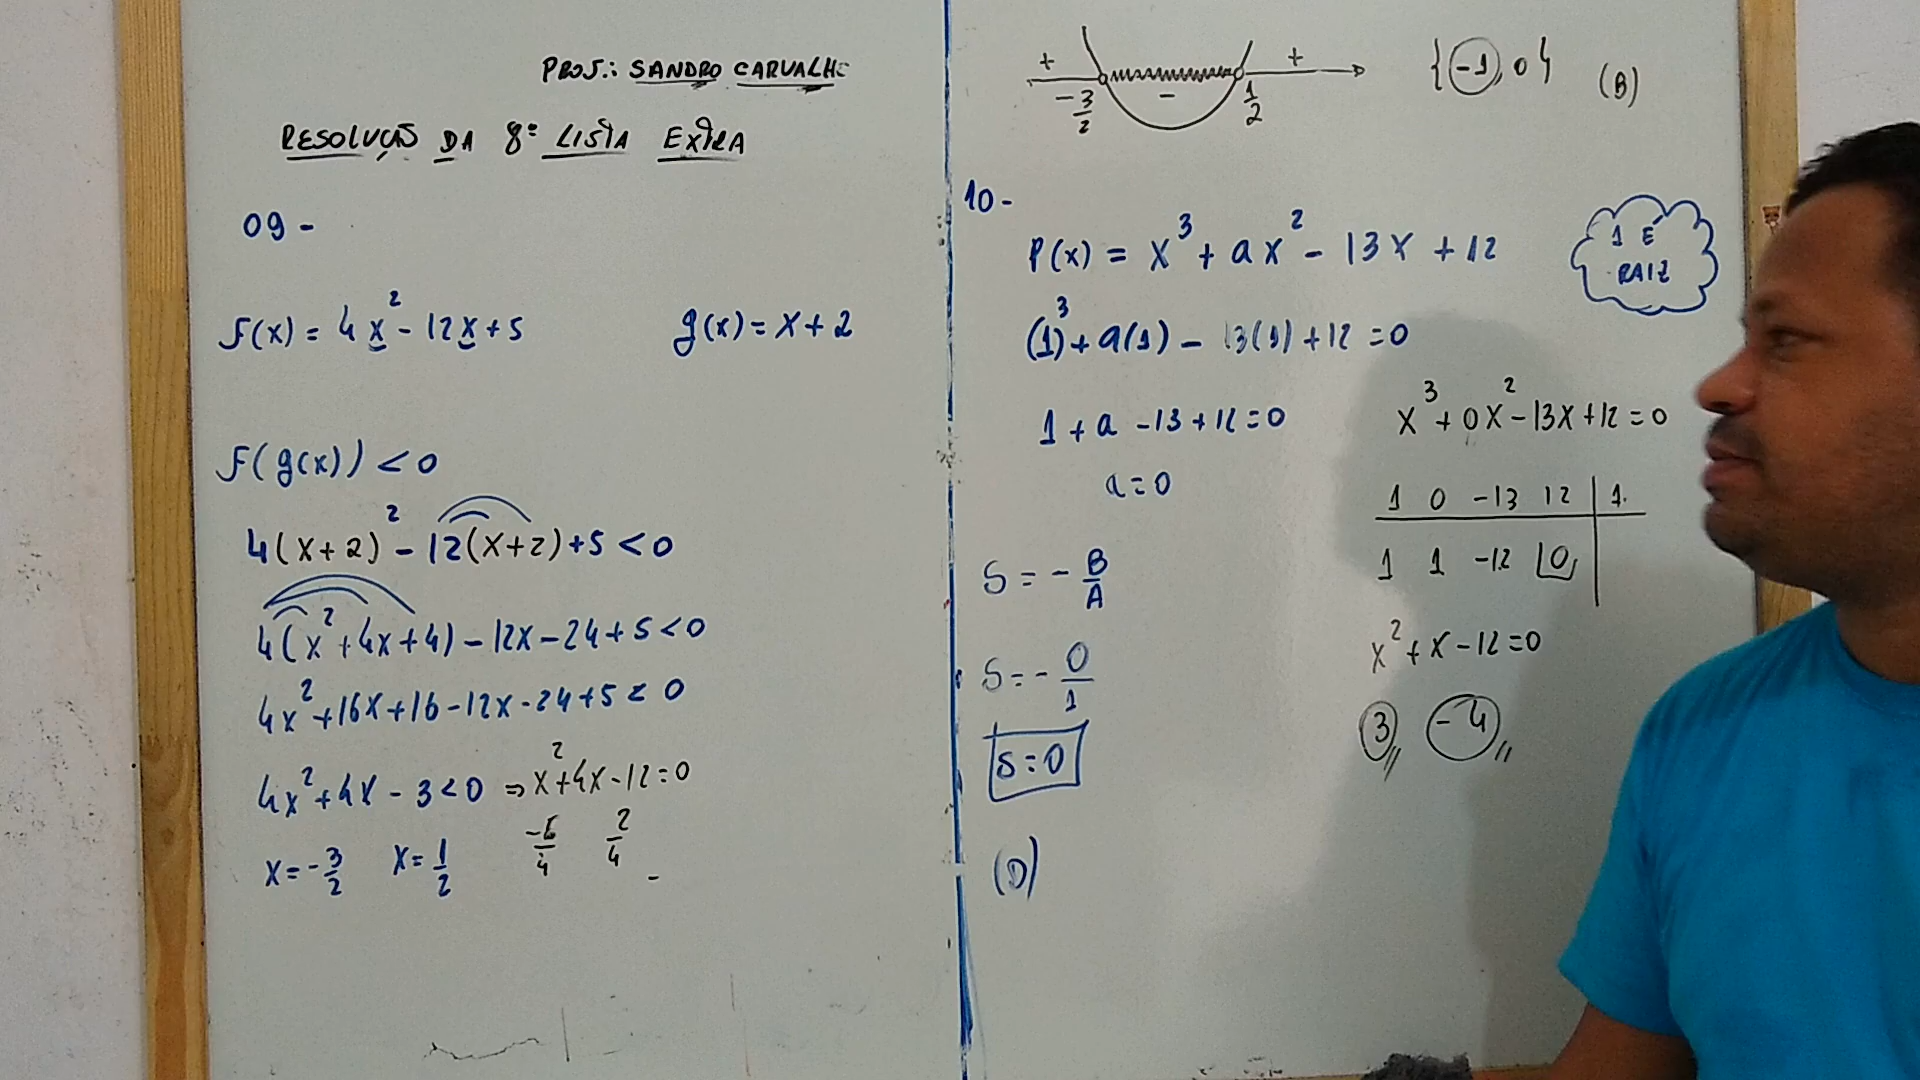 PROF.: SANDRO CARVALHO
RESOLUÇÃO DA 8ª LISTA EXTRA
09 -
f(x) = 4x² - 12x + 5 g(x) = x + 2
f(g(x)) < 0
4(x+2)² - 12(x+2) + 5 < 0
4(x² + 4x + 4) - 12x - 24 + 5 < 0
4x² + 16x + 16 - 12x - 24 + 5 < 0
4x² + 4x - 3 < 0 ⇒ x² + 4x - 12 = 0
x = -3/2 x = 1/2 -6/4 2/4
+ - +
-3/2 1/2 {-1, 0} (B)
10 -
P(x) = x³ + ax² - 13x + 12
1 E RAIZ
(1)³ + a(1) - 13(1) + 12 = 0
1 + a - 13 + 12 = 0
a = 0
S = - B/A
S = - 0/1
S = 0
(D)
x³ + 0x² - 13x + 12 = 0
1 0 -13 12 | 1
1 1 -12 0
x² + x - 12 = 0
3 -4